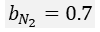 b_{N_2} = 0.7